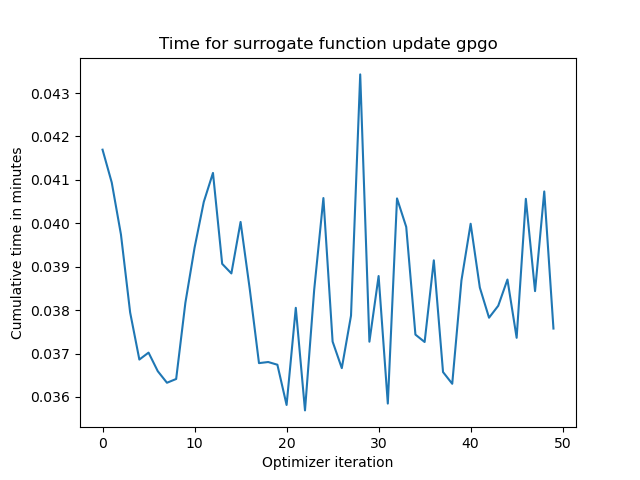 Time for surrogate function update gpgo
Cumulative time in minutes
0.043
0.042
0.041
0.040
0.039
0.038
0.037
0.036
0 10 20 30 40 50
Optimizer iteration